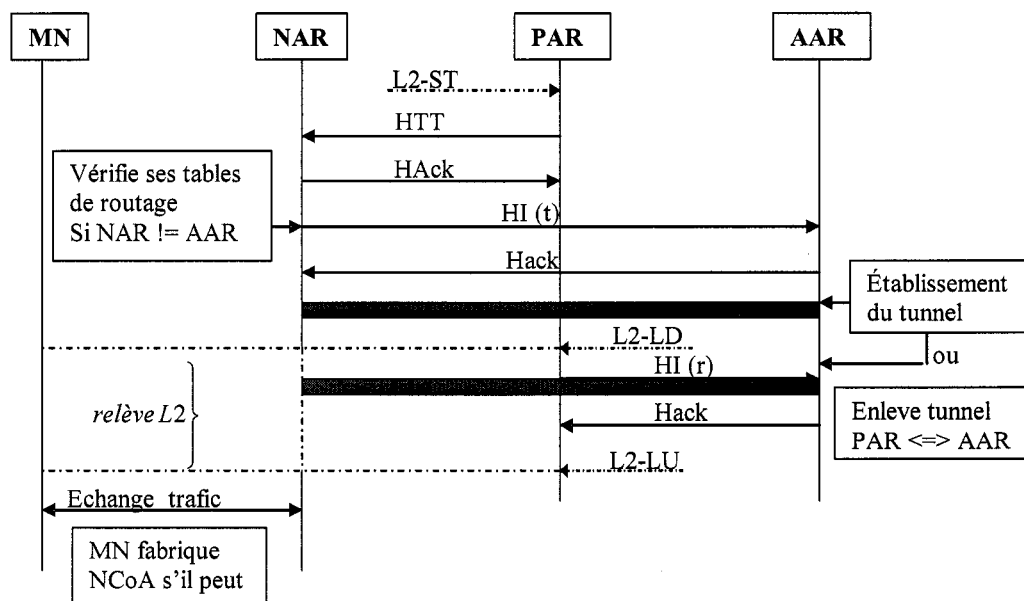 MN
NAR
PAR
AAR
L2-ST
HTT
HAck
Vérifie ses tables
de routage
Si NAR != AAR
HI (t)
Hack
Établissement
du tunnel
L2-LD
ou
HI (r)
relève L2
Hack
Enleve tunnel
PAR <=> AAR
L2-LU
Echange trafic
MN fabrique
NCoA s'il peut